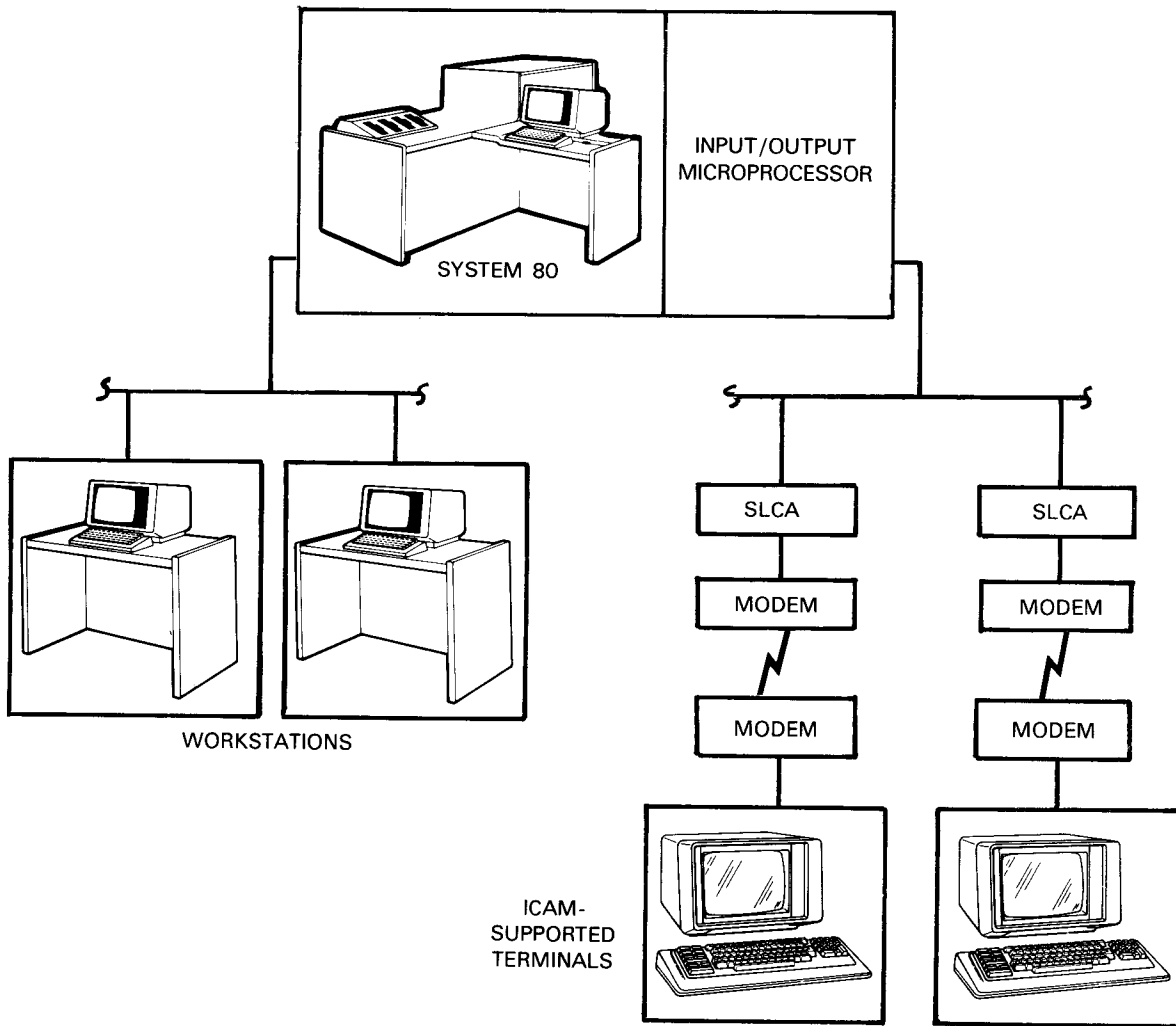 INPUT/OUTPUT
MICROPROCESSOR
SYSTEM 80
SLCA
SLCA
MODEM
MODEM
MODEM
MODEM
WORKSTATIONS
ICAM-
SUPPORTED
TERMINALS